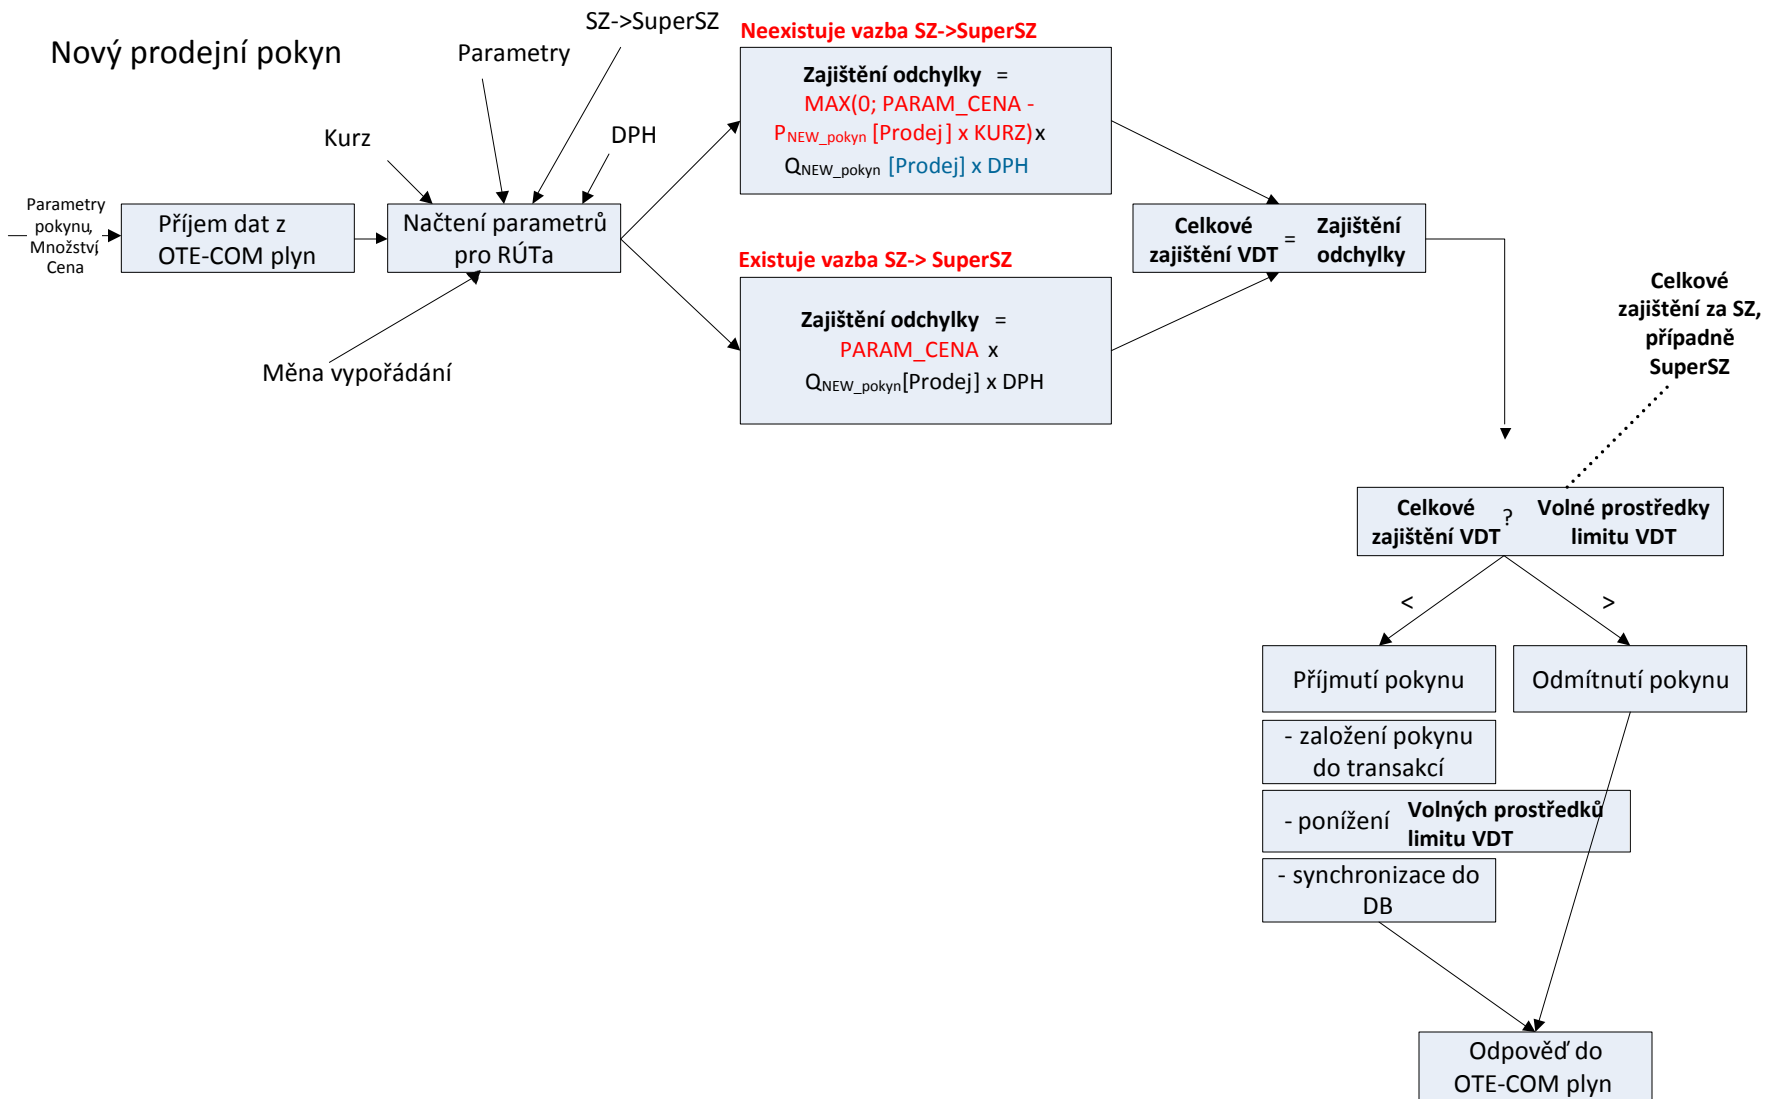 Nový prodejní pokyn
SZ->SuperSZ
Parametry
Kurz
DPH
Parametry
pokynu,
Množství,
Cena
Příjem dat z
OTE-COM plyn
Načtení parametrů
pro RÚTa
Měna vypořádání
Neexistuje vazba SZ->SuperSZ
Zajištění odchylky =
MAX(0; PARAM_CENA -
PNEW_pokyn [Prodej] x KURZ) x
QNEW_pokyn [Prodej] x DPH
Existuje vazba SZ-> SuperSZ
Zajištění odchylky =
PARAM_CENA x
QNEW_pokyn[Prodej] x DPH
Celkové
zajištění VDT
=
Zajištění
odchylky
Celkové
zajištění za SZ,
případně
SuperSZ
Celkové
zajištění VDT
?
Volné prostředky
limitu VDT
<
>
Příjmutí pokynu
Odmítnutí pokynu
- založení pokynu
do transakcí
- ponížení
Volných prostředků
limitu VDT
- synchronizace do
DB
Odpověď do
OTE-COM plyn